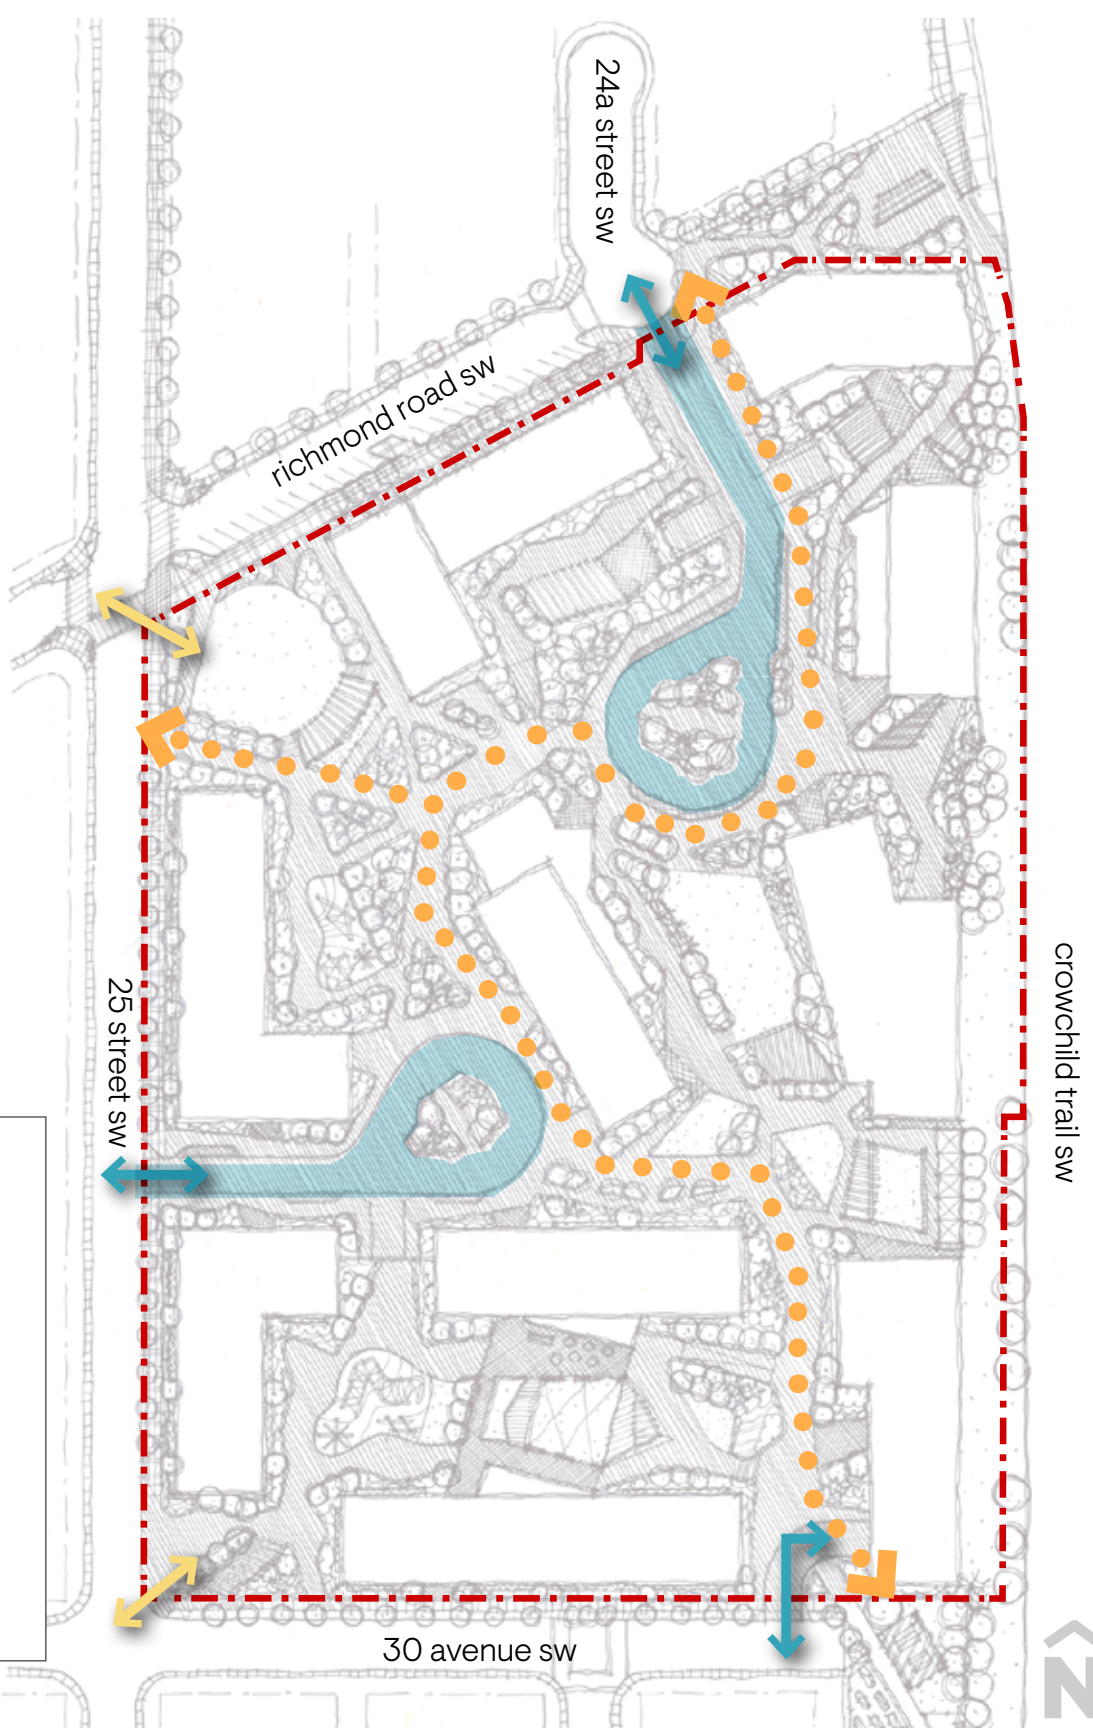 24a street sw
richmond road sw
crowchild trail sw
25 street sw
30 avenue sw
N